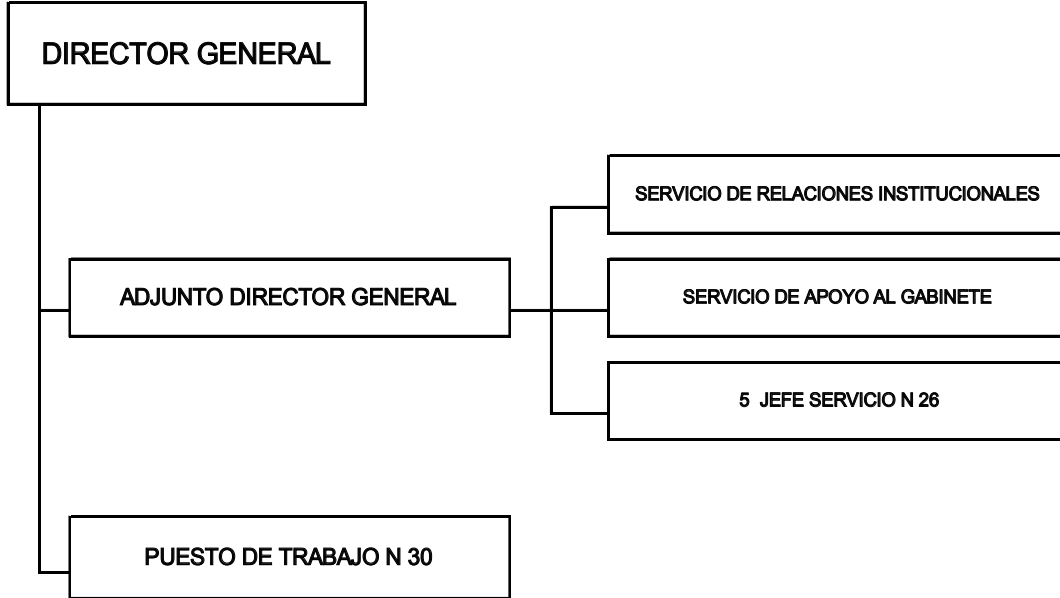 DIRECTOR GENERAL
SERVICIO DE RELACIONES INSTITUCIONALES
ADJUNTO DIRECTOR GENERAL
SERVICIO DE APOYO AL GABINETE
5 JEFE SERVICIO N 26
PUESTO DE TRABAJO N 30